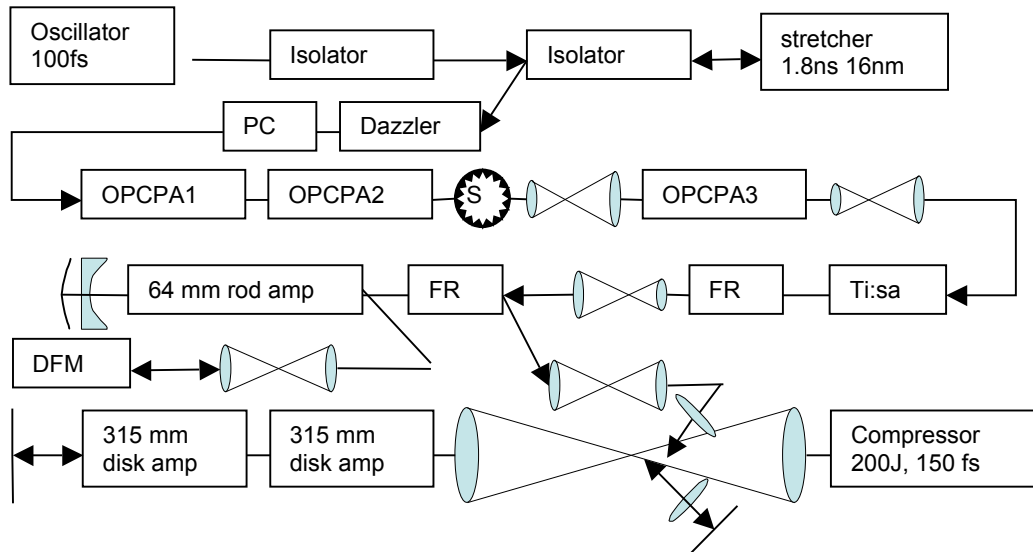 Oscillator
100fs
Isolator
Isolator
stretcher
1.8ns 16nm
PC
Dazzler
OPCPA1
OPCPA2
S
OPCPA3
64 mm rod amp
FR
FR
Ti:sa
DFM
315 mm
disk amp
315 mm
disk amp
Compressor
200J, 150 fs